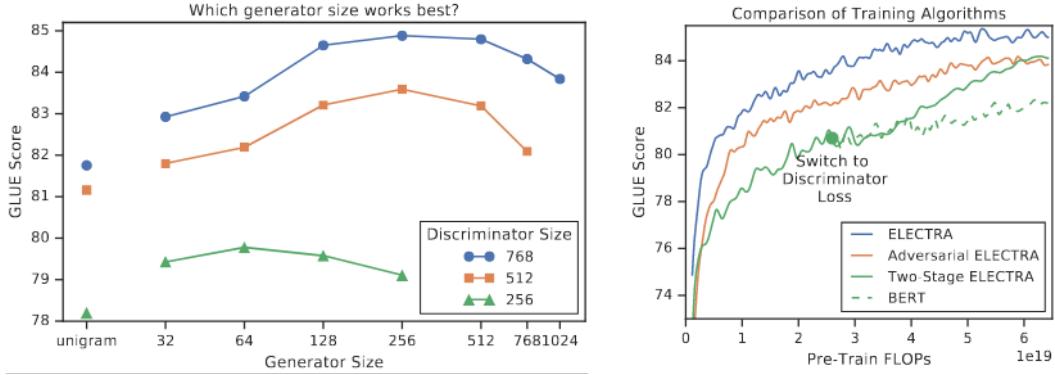 Which generator size works best?
85
84
83
82
81
80
79
78
GLUE Score
unigram 32 64 128 256 512 7681024
Generator Size
Discriminator Size
768
512
256
Comparison of Training Algorithms
84
82
80
78
76
74
GLUE Score
Switch to
Discriminator
Loss
ELECTRA
Adversarial ELECTRA
Two-Stage ELECTRA
BERT
0 1 2 3 4 5 6
1e19
Pre-Train FLOPs